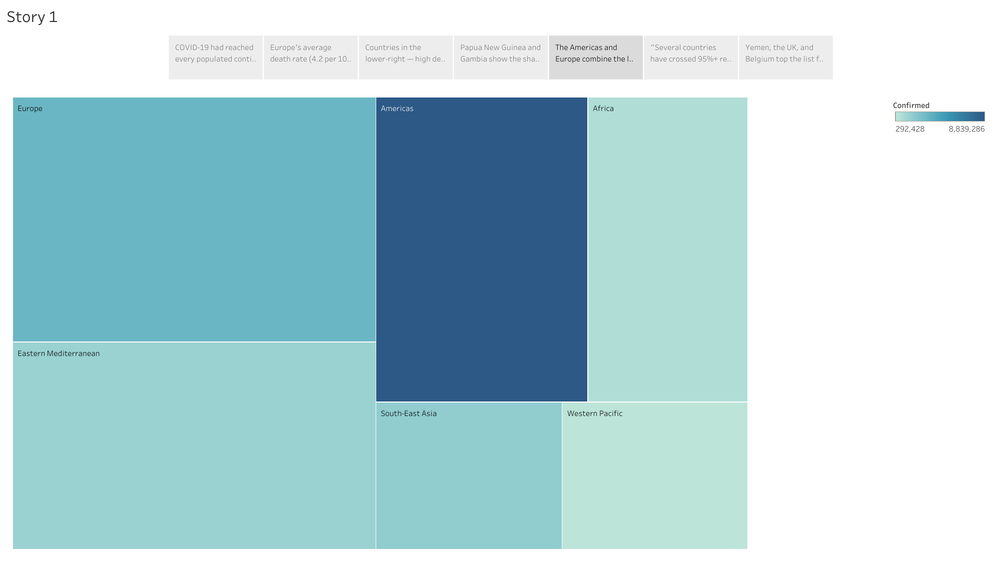 Story 1
COVID-19 had reached
every populated conti..
Europe's average
death rate (4.2 per 10..
Countries in the
lower-right — high de..
Papua New Guinea and
Gambia show the sha..
The Americas and
Europe combine the l..
"Several countries
have crossed 95%+ re..
Yemen, the UK, and
Belgium top the list f..
Europe
Americas
Africa
Eastern Mediterranean
South-East Asia
Western Pacific
Confirmed
292,428
8,839,286